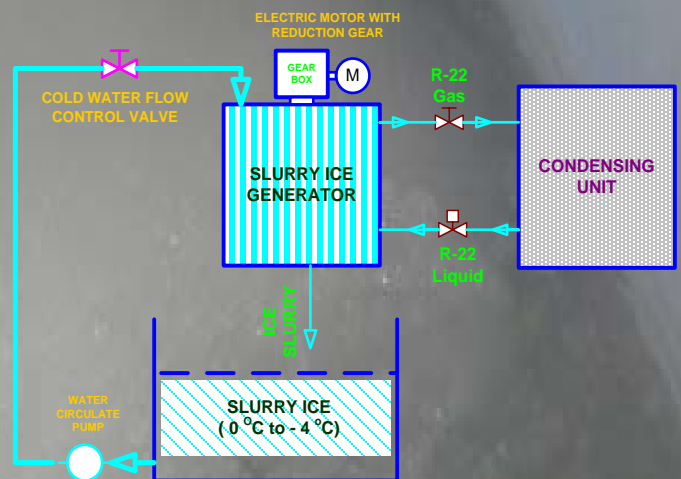 ELECTRIC MOTOR WITH
REDUCTION GEAR
GEAR
BOX
M
COLD WATER FLOW
CONTROL VALVE
R-22
Gas
SLURRY ICE
GENERATOR
CONDENSING
UNIT
R-22
Liquid
ICE
SLURRY
SLURRY ICE
( 0 °C to - 4 °C)
WATER
CIRCULATE
PUMP